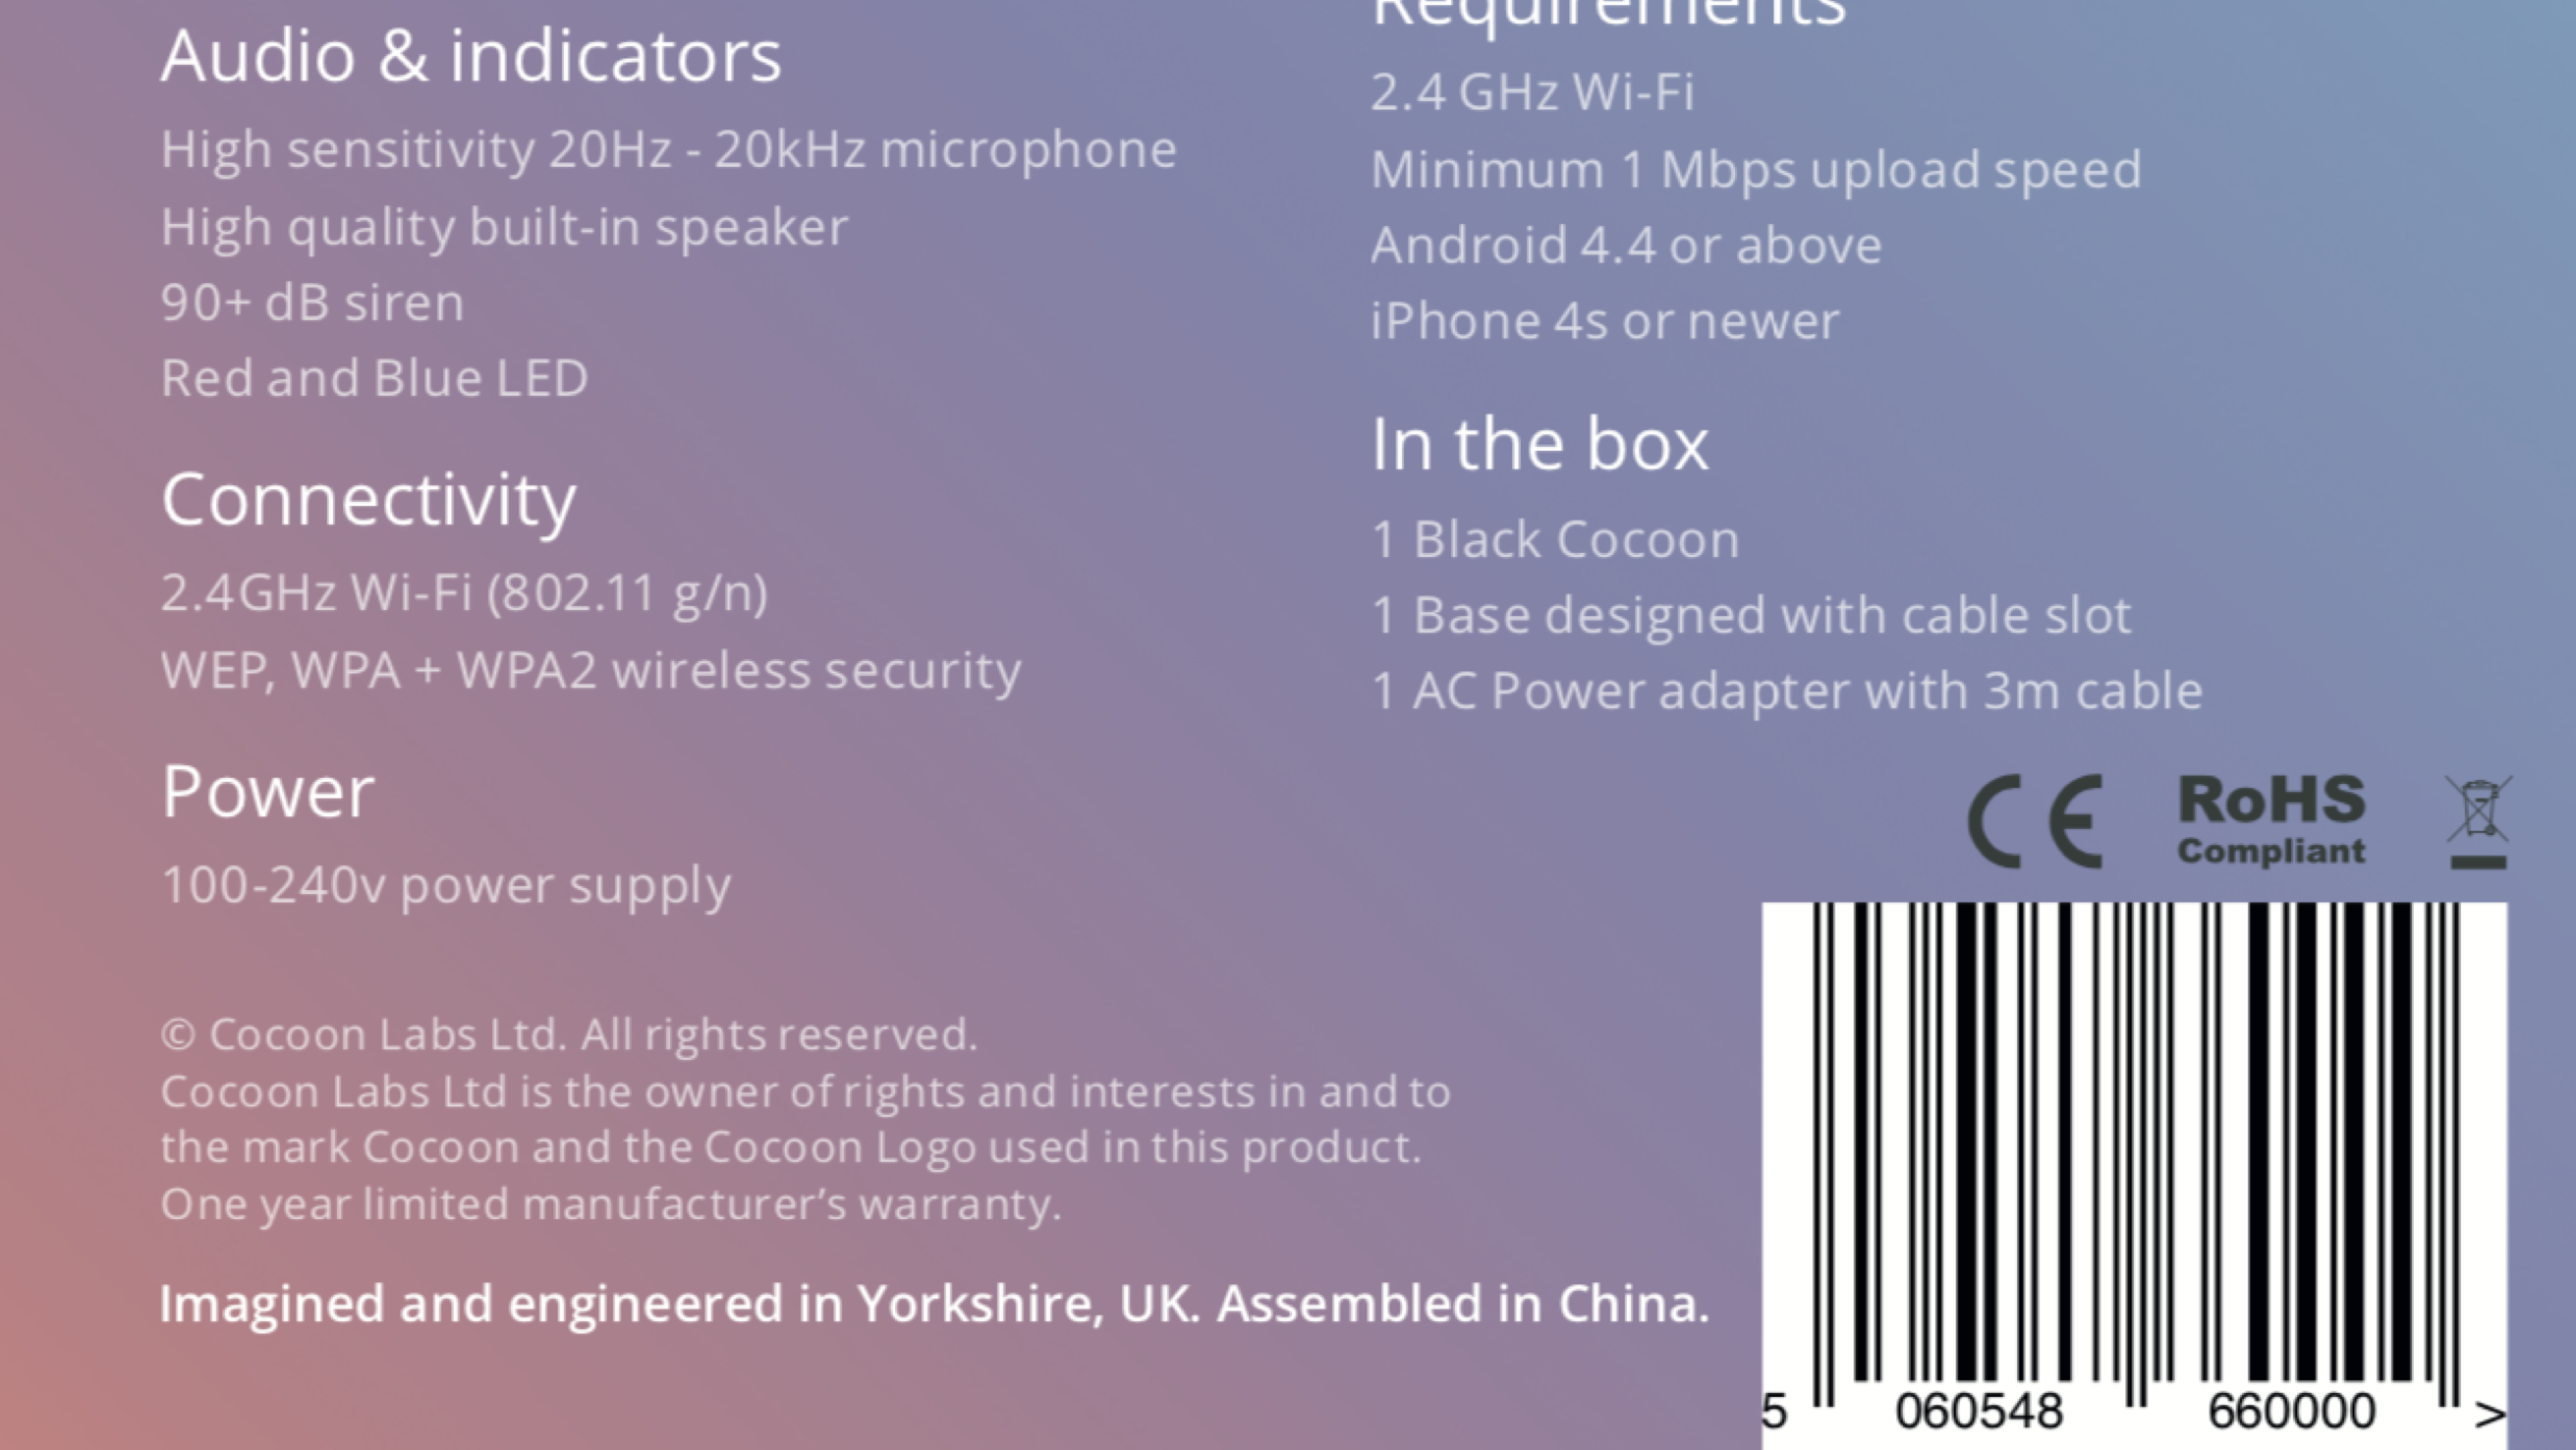 Audio & indicators
High sensitivity 20Hz - 20kHz microphone
High quality built-in speaker
90+ dB siren
Red and Blue LED
Connectivity
2.4GHz Wi-Fi (802.11 g/n)
WEP, WPA + WPA2 wireless security
Power
100-240v power supply
Requirements
2.4 GHz Wi-Fi
Minimum 1 Mbps upload speed
Android 4.4 or above
iPhone 4s or newer
In the box
1 Black Cocoon
1 Base designed with cable slot
1 AC Power adapter with 3m cable
CE RoHS
Compliant
© Cocoon Labs Ltd. All rights reserved.
Cocoon Labs Ltd is the owner of rights and interests in and to
the mark Cocoon and the Cocoon Logo used in this product.
One year limited manufacturer’s warranty.
Imagined and engineered in Yorkshire, UK. Assembled in China.
5 060548 660000 >